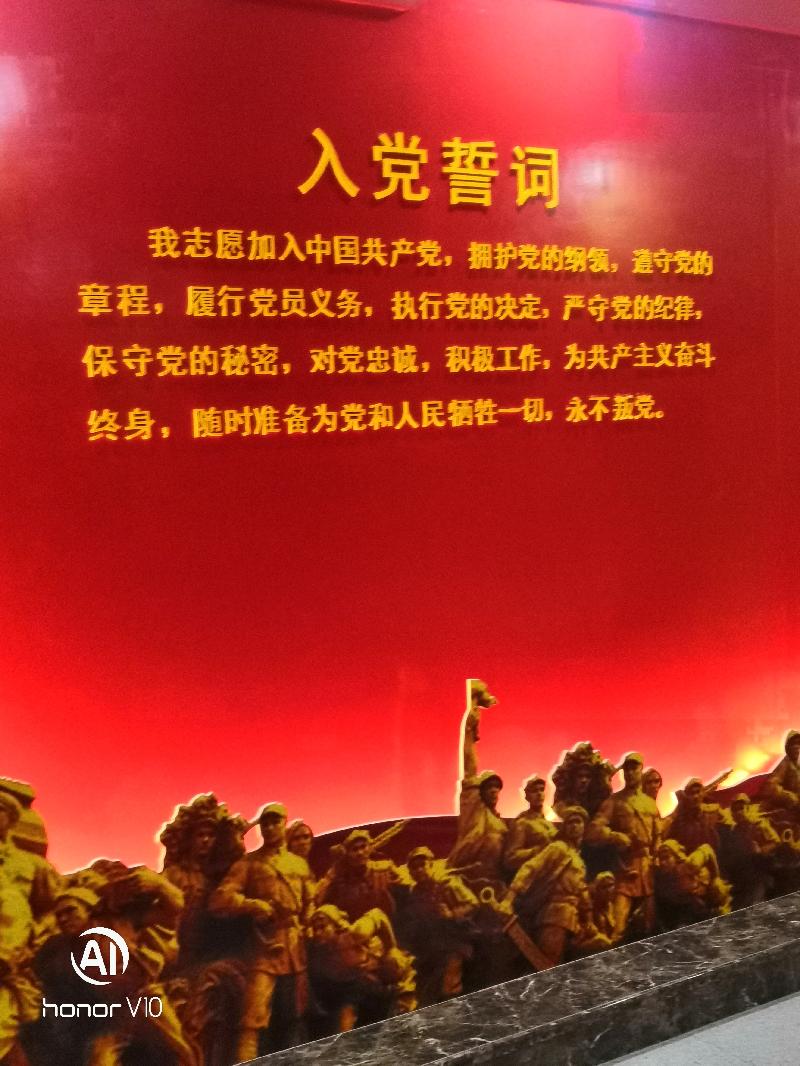 入党誓词
我志愿加入中国共产党，拥护党的纲领，遵守党的
章程，履行党员义务，执行党的决定，严守党的纪律，
保守党的秘密，对党忠诚，积极工作，为共产主义奋斗
终身，随时准备为党和人民牺牲一切，永不叛党。
AI
honor V10